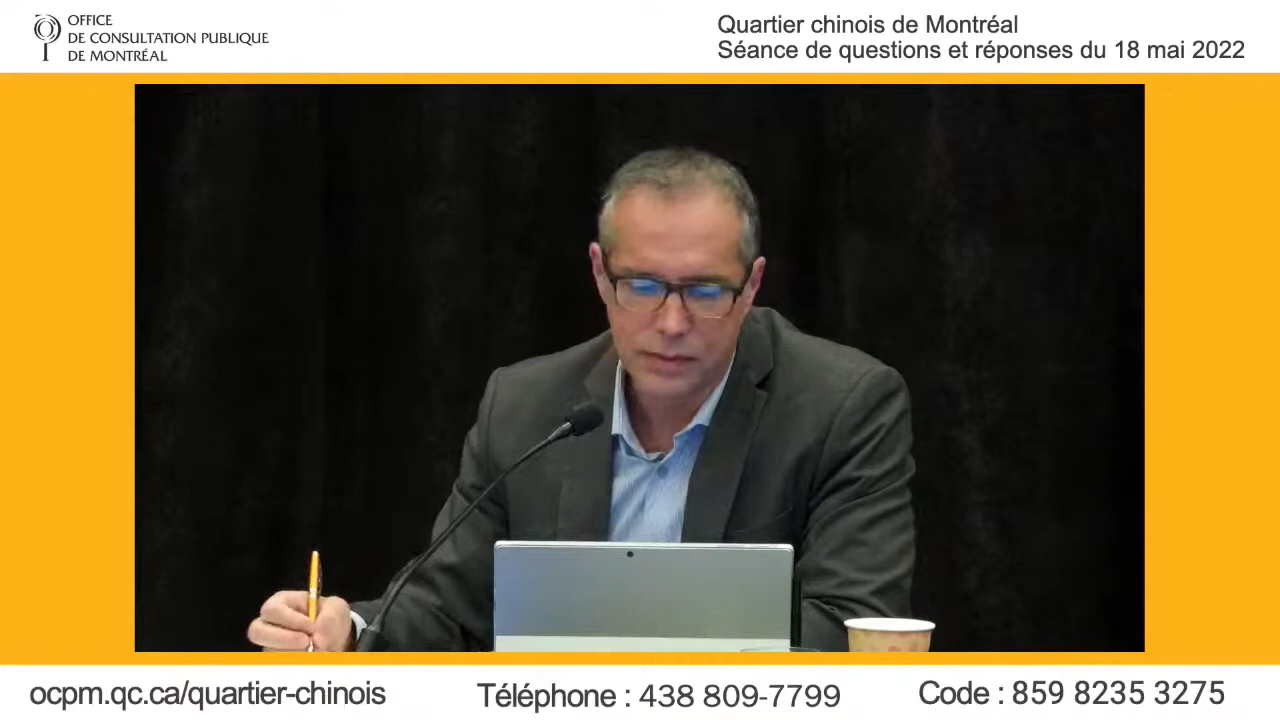 OFFICE
DE CONSULTATION PUBLIQUE
DE MONTRÉAL
Quartier chinois de Montréal
Séance de questions et réponses du 18 mai 2022
ocpm.qc.ca/quartier-chinois
Téléphone : 438 809-7799
Code : 859 8235 3275